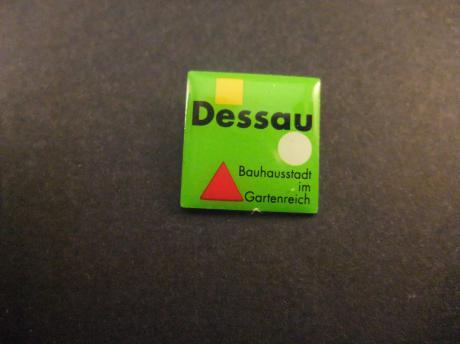 Dessau
Bauhausstadt
im
Gartenreich